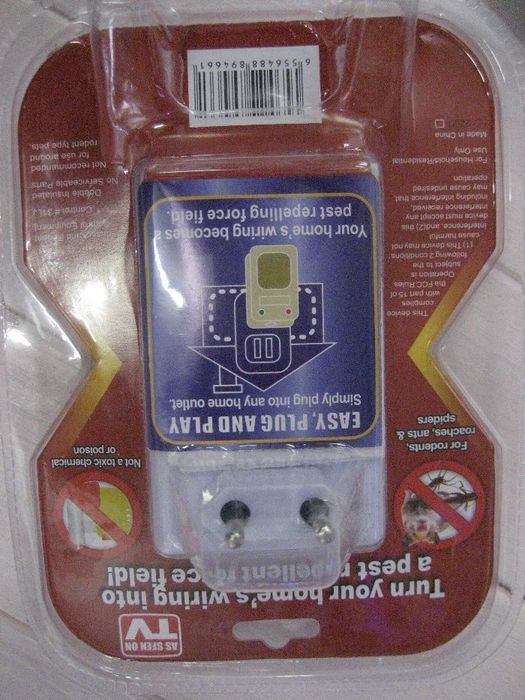 AS SEEN ON
TV
Turn your home's wiring into
a pest repellent force field!
For rodents,
roaches, ants &
spiders
Not a toxic chemical
or poison
EASY, PLUG AND PLAY
Simply plug into any home outlet.
Your home's wiring becomes a
pest repelling force field.
This device
complies
with part 15 of
the FCC Rules.
Operation is
subject to the
following 2 conditions:
(1) This device may not
cause harmful
interference, and(2) this
device must accept any
interference received,
including interference that
may cause undesired
operation.
For Household/Residential
Use Only
Made in China
Control 31FL
Double Insulated
No Serviceable Parts
Not recommended
for use around
rodent type pets.